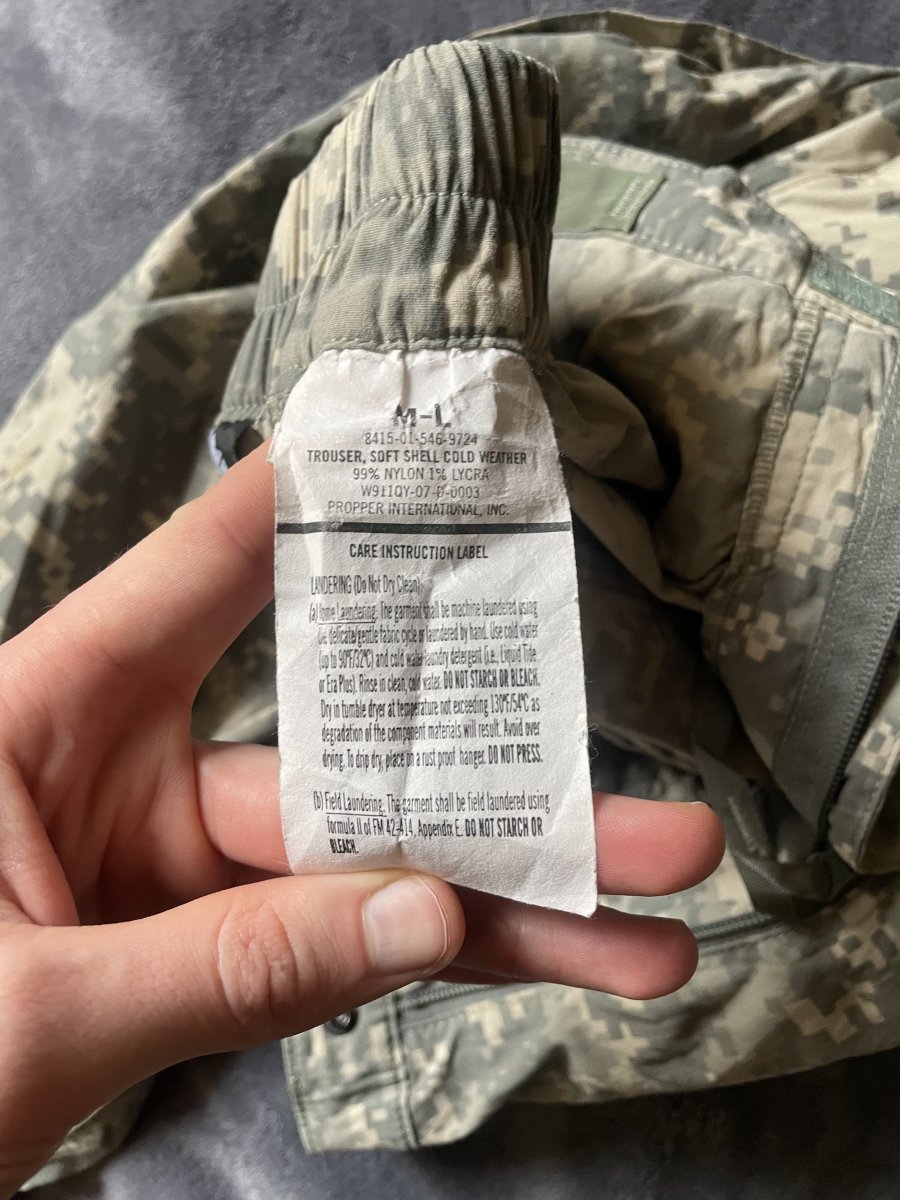 M-L
8415-01-546-9724
TROUSER, SOFT SHELL COLD WEATHER
99% NYLON 1% LYCRA
W911QY-07-D-0003
PROPPER INTERNATIONAL, INC.
CARE INSTRUCTION LABEL
LANDERING (Do Not Dry Clean).
(a) Home Laundering: The garment shall be machine laundered using
the delicate/gentle fabric cycle or laundered by hand. Use cold water
(up to 90°F/32°C) and cold water laundry detergent (i.e., Liquid Tide
or Era Plus). Rinse in clean, cold water. DO NOT STARCH OR BLEACH.
Dry in tumble dryer at temperature not exceeding 130°F/54°C as
degradation of the component materials will result. Avoid over
drying. To drip dry, place on a rust proof hanger. DO NOT PRESS.
(b) Field Laundering: The garment shall be field laundered using
formula II of FM 42-414, Appendix E. DO NOT STARCH OR
BLEACH.